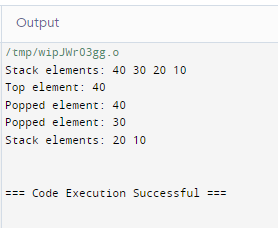 Output
/tmp/wipJWr03gg.o
Stack elements: 40 30 20 10
Top element: 40
Popped element: 40
Popped element: 30
Stack elements: 20 10
=== Code Execution Successful ===